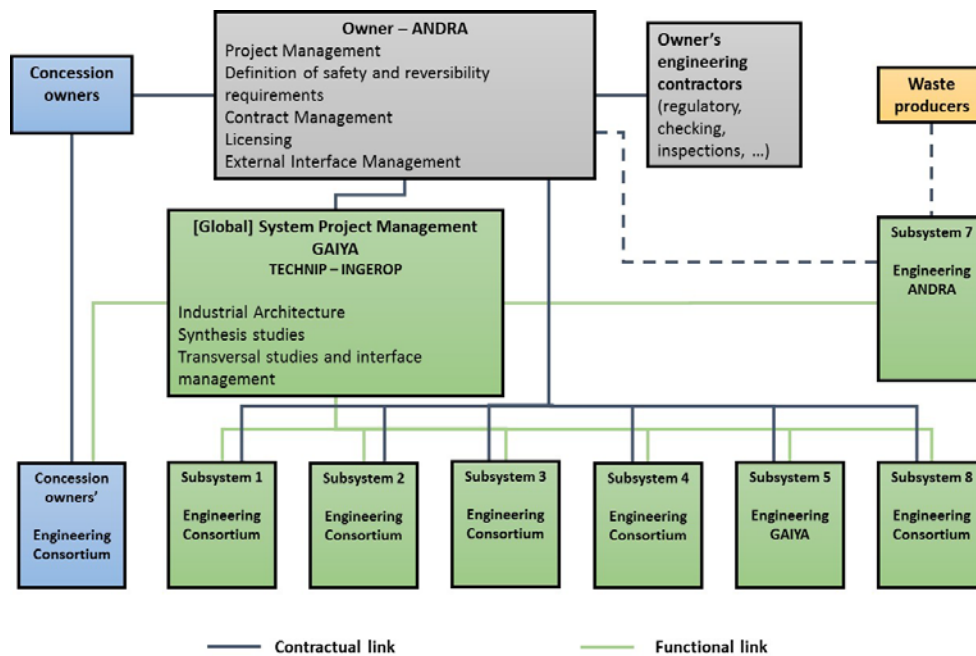 Owner – ANDRA
Project Management
Definition of safety and reversibility
requirements
Contract Management
Licensing
External Interface Management
Concession
owners
Owner's
engineering
contractors
(regulatory,
checking,
inspections, ...)
Waste
producers
[Global] System Project Management
GAIYA
TECHNIP – INGEROP
Industrial Architecture
Synthesis studies
Transversal studies and interface
management
Subsystem 7
Engineering
ANDRA
Concession
owners'
Engineering
Consortium
Subsystem 1
Engineering
Consortium
Subsystem 2
Engineering
Consortium
Subsystem 3
Engineering
Consortium
Subsystem 4
Engineering
Consortium
Subsystem 5
Engineering
GAIYA
Subsystem 8
Engineering
Consortium
Contractual link
Functional link